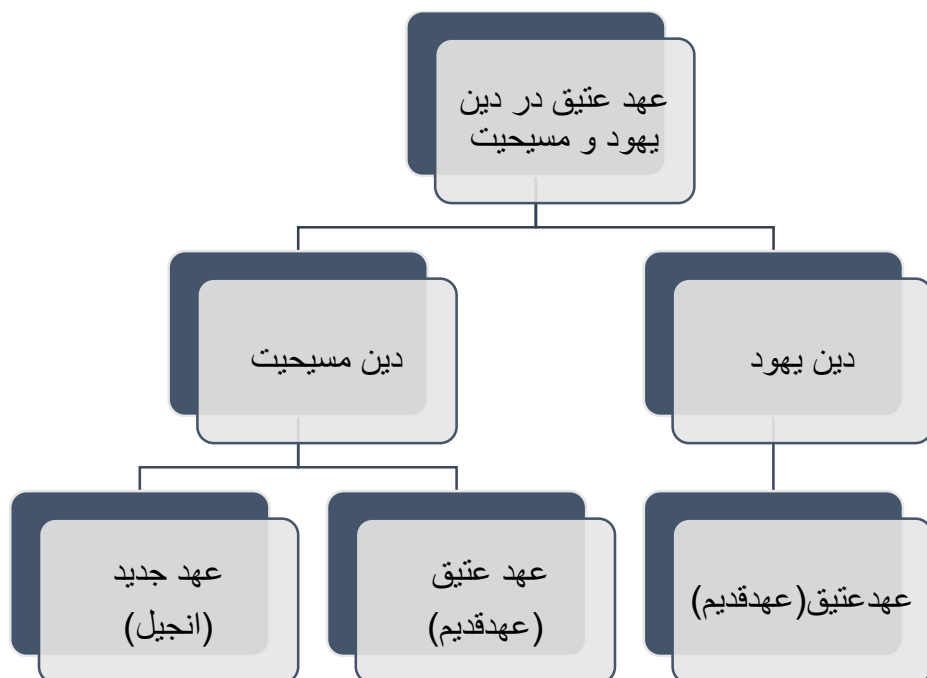 عهد عتیق در دین
یهود و مسیحیت
دین یهود
دین مسیحیت
عهدعتیق(عهدقدیم)
عهد عتیق
(عهدقدیم)
عهد جدید
(انجیل)